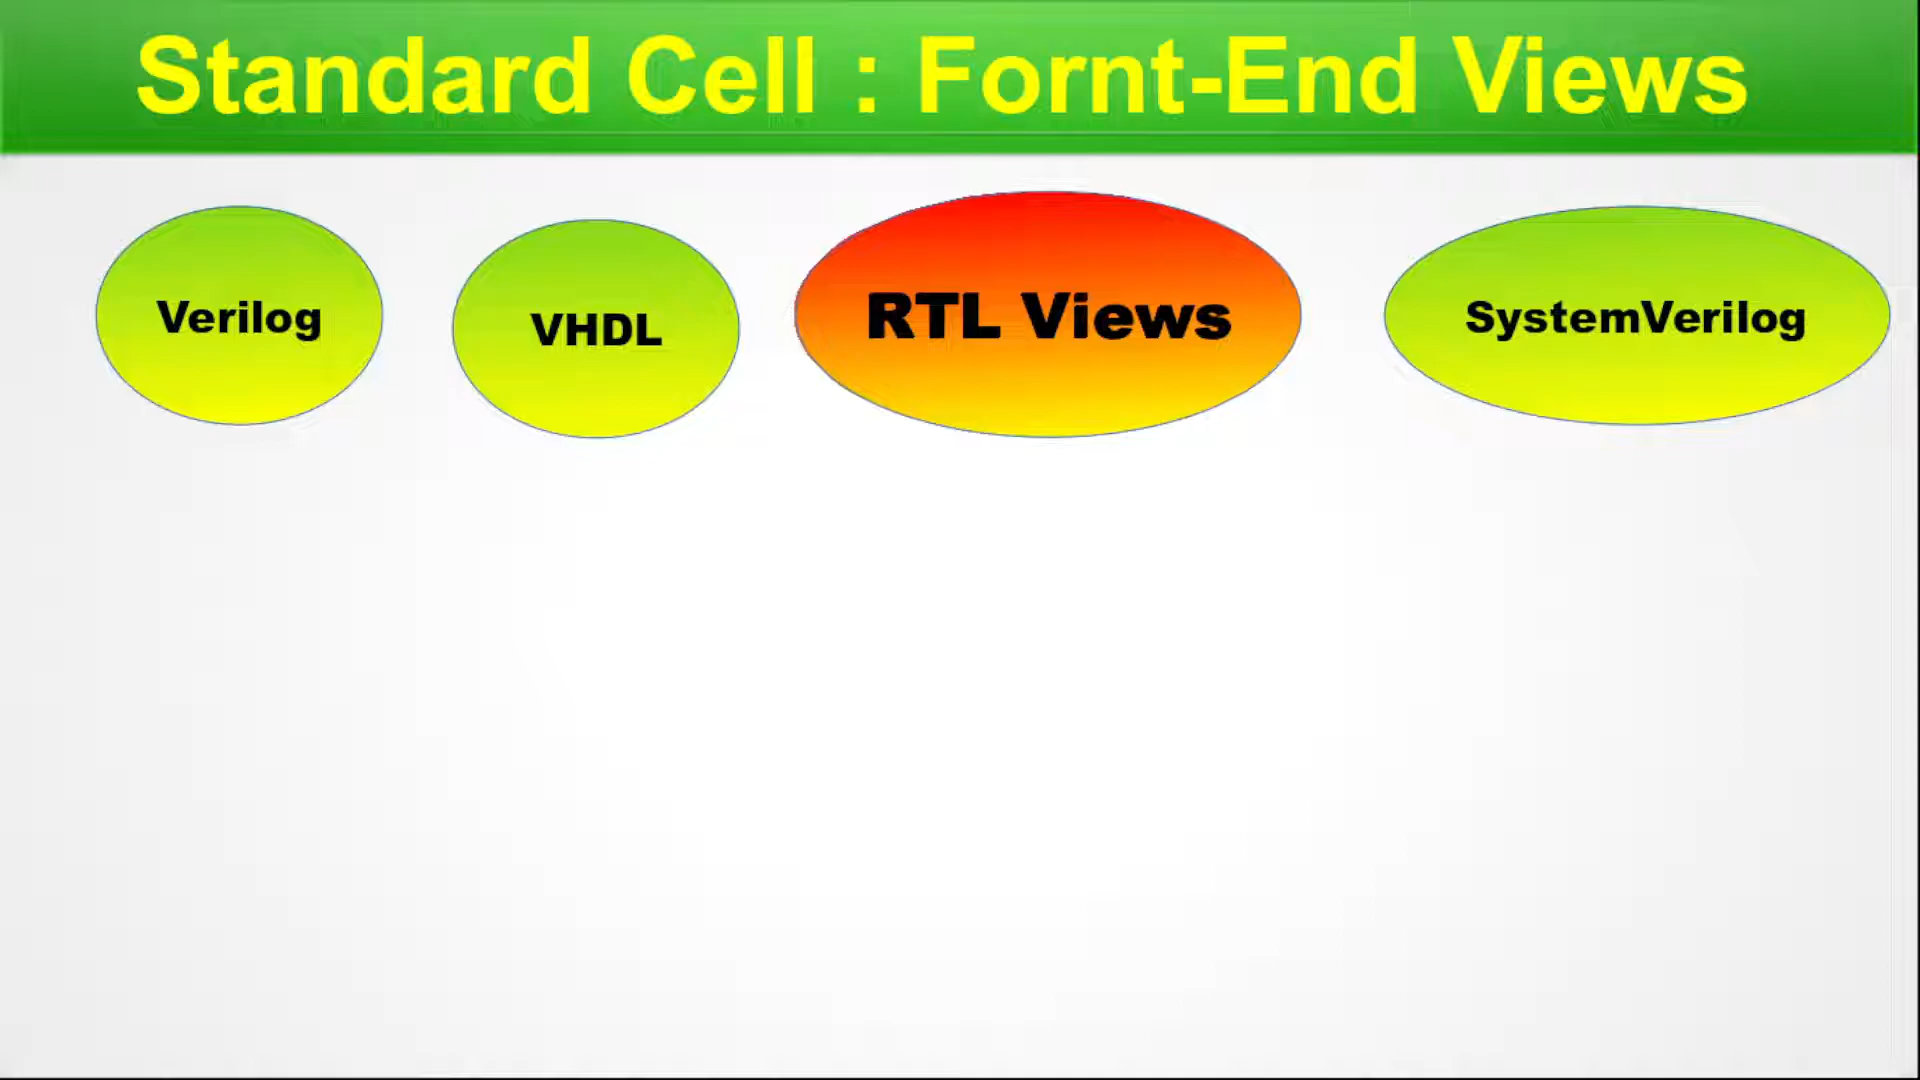 Standard Cell : Fornt-End Views
Verilog
VHDL
RTL Views
SystemVerilog